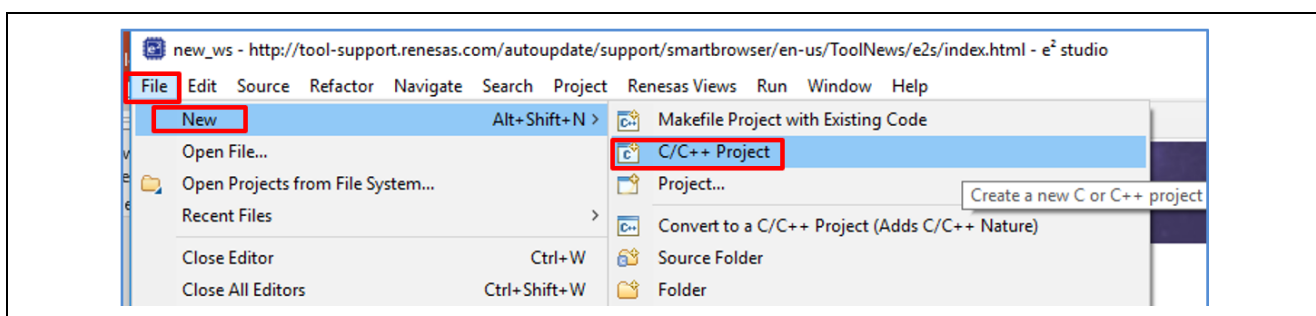 new_ws - http://tool-support.renesas.com/autoupdate/support/smartbrowser/en-us/ToolNews/e2s/index.html - e² studio
File Edit Source Refactor Navigate Search Project Renesas Views Run Window Help
New Alt+Shift+N > Makefile Project with Existing Code
Open File... C/C++ Project
Open Projects from File System... Project...
Create a new C or C++ project
Recent Files > Convert to a C/C++ Project (Adds C/C++ Nature)
Close Editor Ctrl+W Source Folder
Close All Editors Ctrl+Shift+W Folder